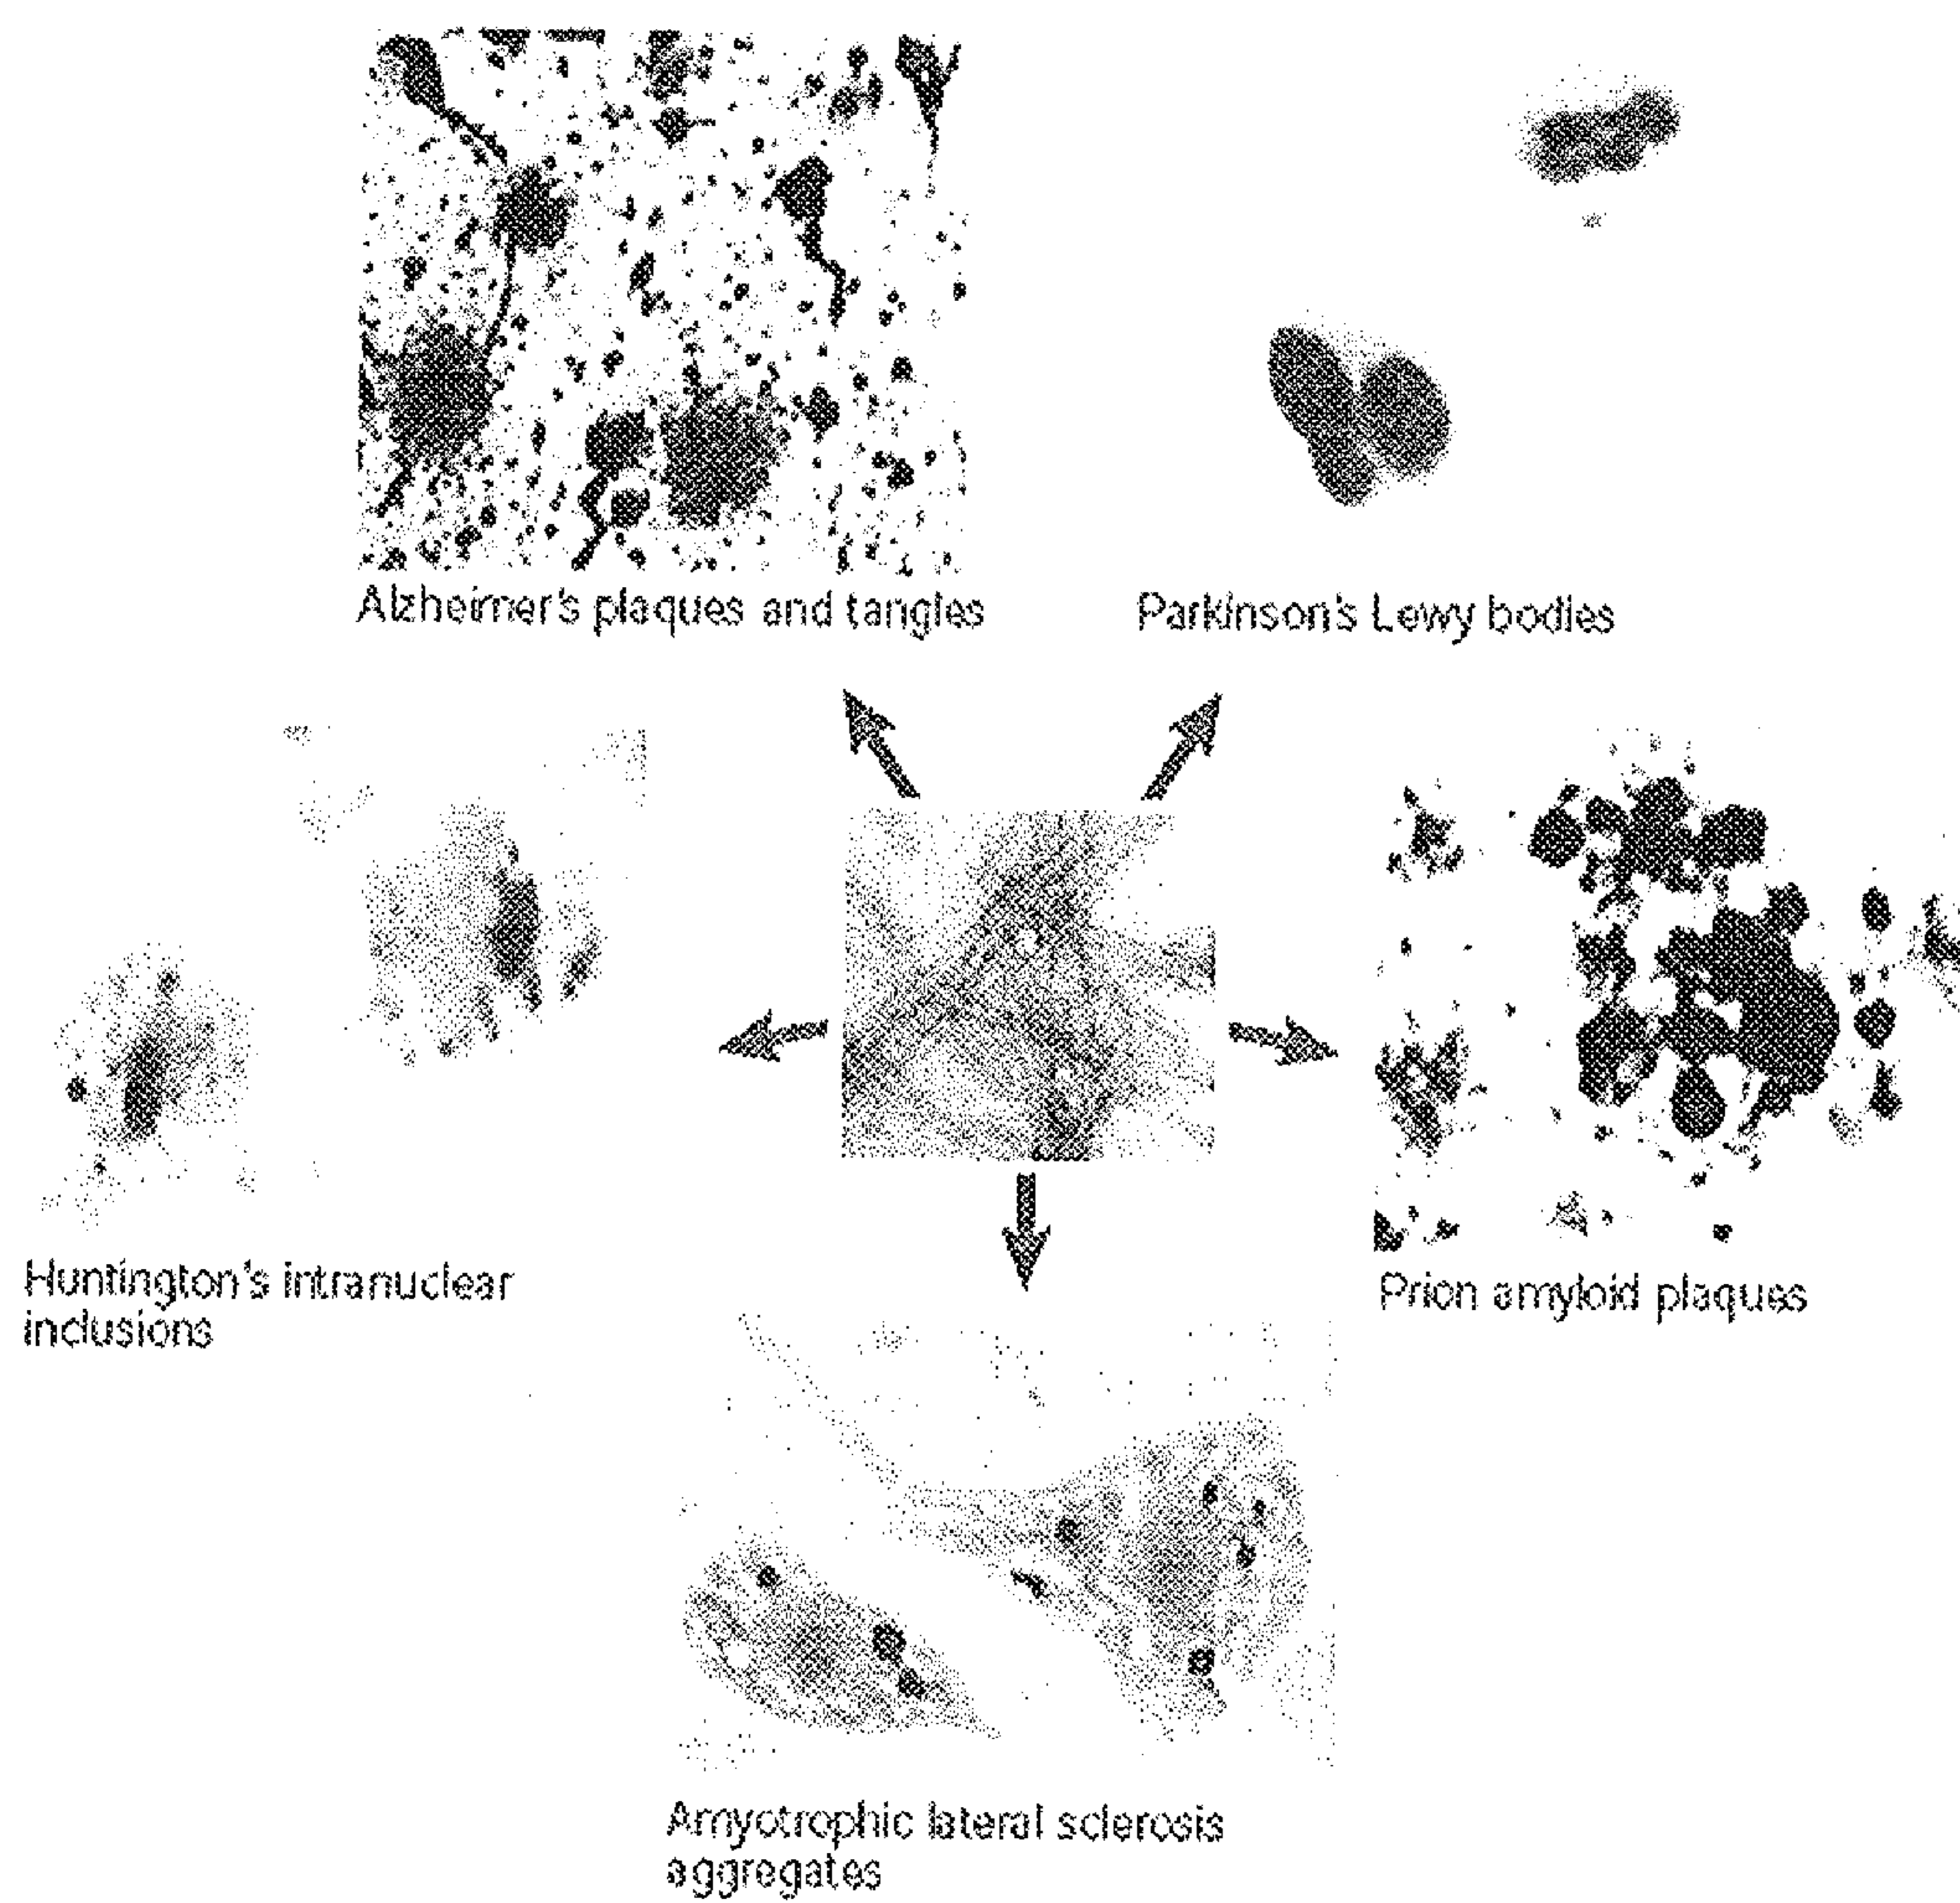 Alzheimer's plaques and tangles
Parkinson's Lewy bodies
Huntington's intranuclear
inclusions
Prion amyloid plaques
Amyotrophic lateral sclerosis
aggregates